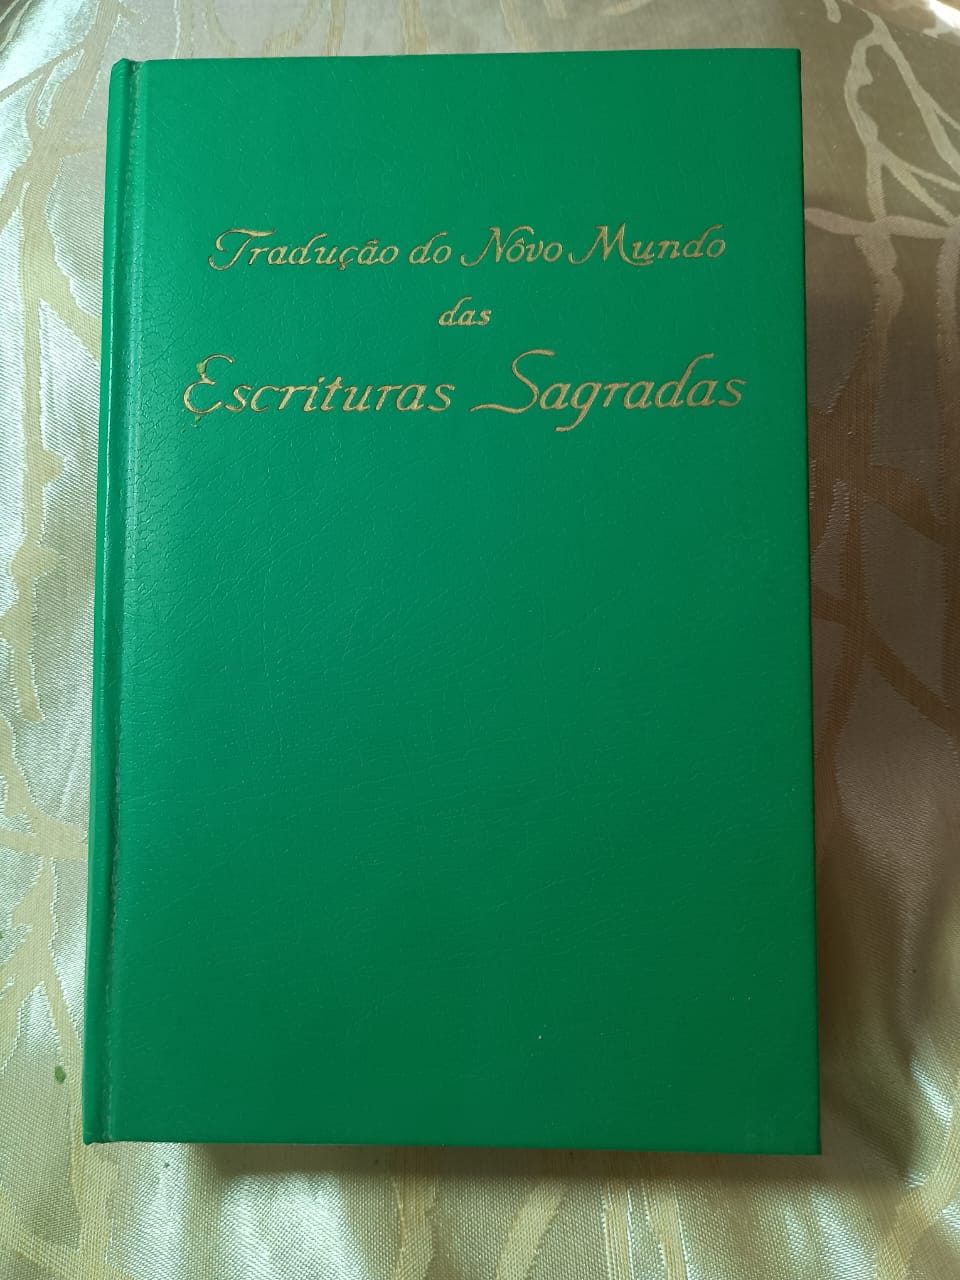 Tradução do Nôvo Mundo
das
Escrituras Sagradas